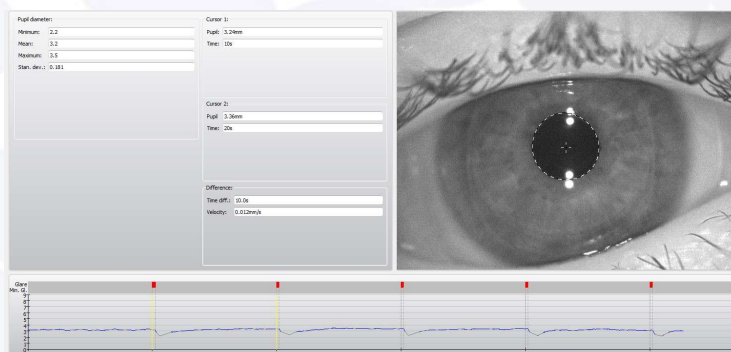 Pupil diameter:
Minimum: 2.2
Mean: 3.2
Maximum: 3.5
Stan. dev.: 0.181
Cursor 1:
Pupil: 3.24mm
Time: 10s
Cursor 2:
Pupil 3.36mm
Time: 20s
Difference:
Time diff.: 10.0s
Velocity: 0.012mm/s
Glare
Min. Gl.
9
8
7
6
5
4
3
2
1
0